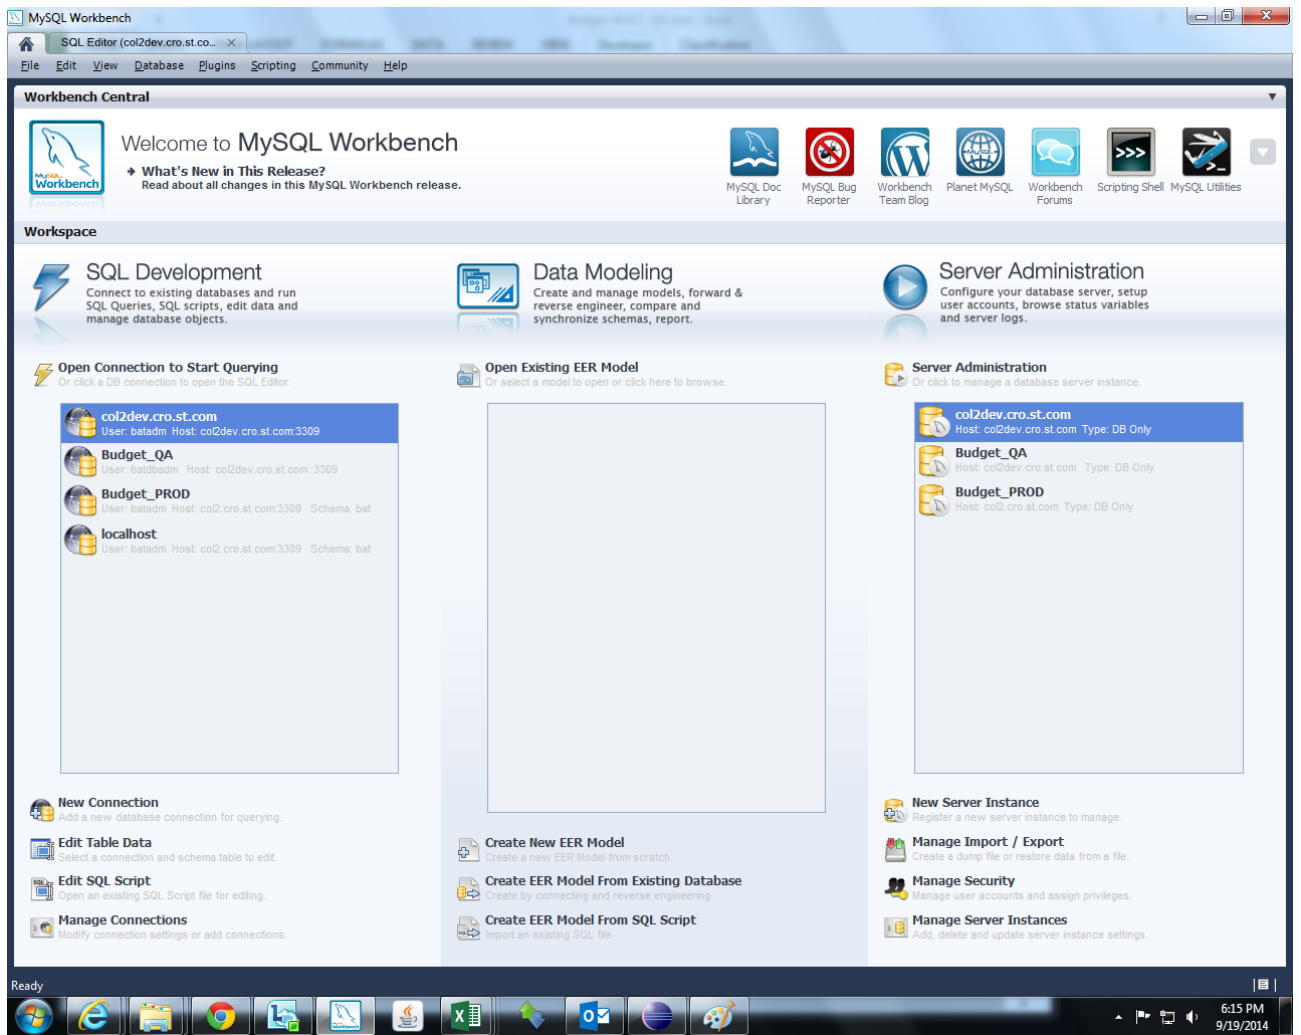 MySQL Workbench
SQL Editor (col2dev.cro.st.co...
File Edit View Database Plugins Scripting Community Help
Workbench Central
MySQL
Workbench
Welcome to MySQL Workbench
What's New in This Release?
Read about all changes in this MySQL Workbench release.
MySQL Doc
Library
MySQL Bug
Reporter
Workbench
Team Blog
Planet MySQL
Workbench
Forums
Scripting Shell
MySQL Utilities
Workspace
SQL Development
Connect to existing databases and run
SQL Queries, SQL scripts, edit data and
manage database objects.
Open Connection to Start Querying
Or click a DB connection to open the SQL Editor.
col2dev.cro.st.com
User: batadm Host: col2dev.cro.st.com:3309
Budget_QA
User: batdbadm Host: col2dev.cro.st.com :3309
Budget_PROD
User: batadm Host: col2.cro.st.com:3309 Schema: bat
localhost
User: batadm Host: col2.cro.st.com:3309 Schema: bat
New Connection
Add a new database connection for querying.
Edit Table Data
Select a connection and schema table to edit.
Edit SQL Script
Open an existing SQL Script file for editing.
Manage Connections
Modify connection settings or add connections.
Data Modeling
Create and manage models, forward &
reverse engineer, compare and
synchronize schemas, report.
Open Existing EER Model
Or select a model to open or click here to browse.
Create New EER Model
Create a new EER Model from scratch.
Create EER Model From Existing Database
Create by connecting and reverse engineering.
Create EER Model From SQL Script
Import an existing SQL file.
Server Administration
Configure your database server, setup
user accounts, browse status variables
and server logs.
Server Administration
Or click to manage a database server instance.
col2dev.cro.st.com
Host: col2dev.cro.st.com Type: DB Only
Budget_QA
Host: col2dev.cro.st.com Type: DB Only
Budget_PROD
Host: col2.cro.st.com Type: DB Only
New Server Instance
Register a new server instance to manage.
Manage Import / Export
Create a dump file or restore data from a file.
Manage Security
Manage user accounts and assign privileges.
Manage Server Instances
Add, delete and update server instance settings.
Ready
6:15 PM
9/19/2014